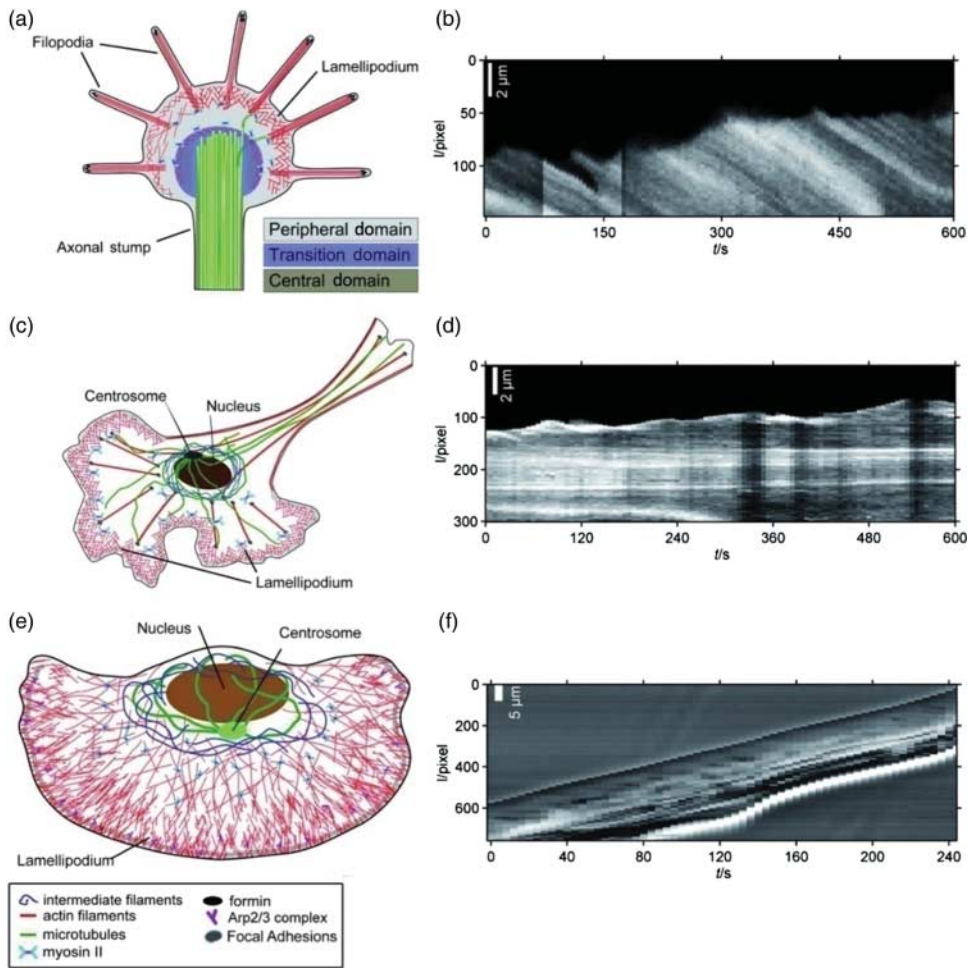 (a)
Filopodia
Lamellipodium
Axonal stump
Peripheral domain
Transition domain
Central domain
(b)
0
50
100
l/pixel
2 μm
0 150 300 450 600
t/s
(c)
Centrosome
Nucleus
Lamellipodium
(d)
0
100
200
300
l/pixel
2 μm
0 120 240 360 480 600
t/s
(e)
Nucleus
Centrosome
Lamellipodium
(f)
0
200
400
600
l/pixel
5 μm
0 40 80 120 160 200 240
t/s
intermediate filaments
actin filaments
microtubules
myosin II
formin
Arp2/3 complex
Focal Adhesions